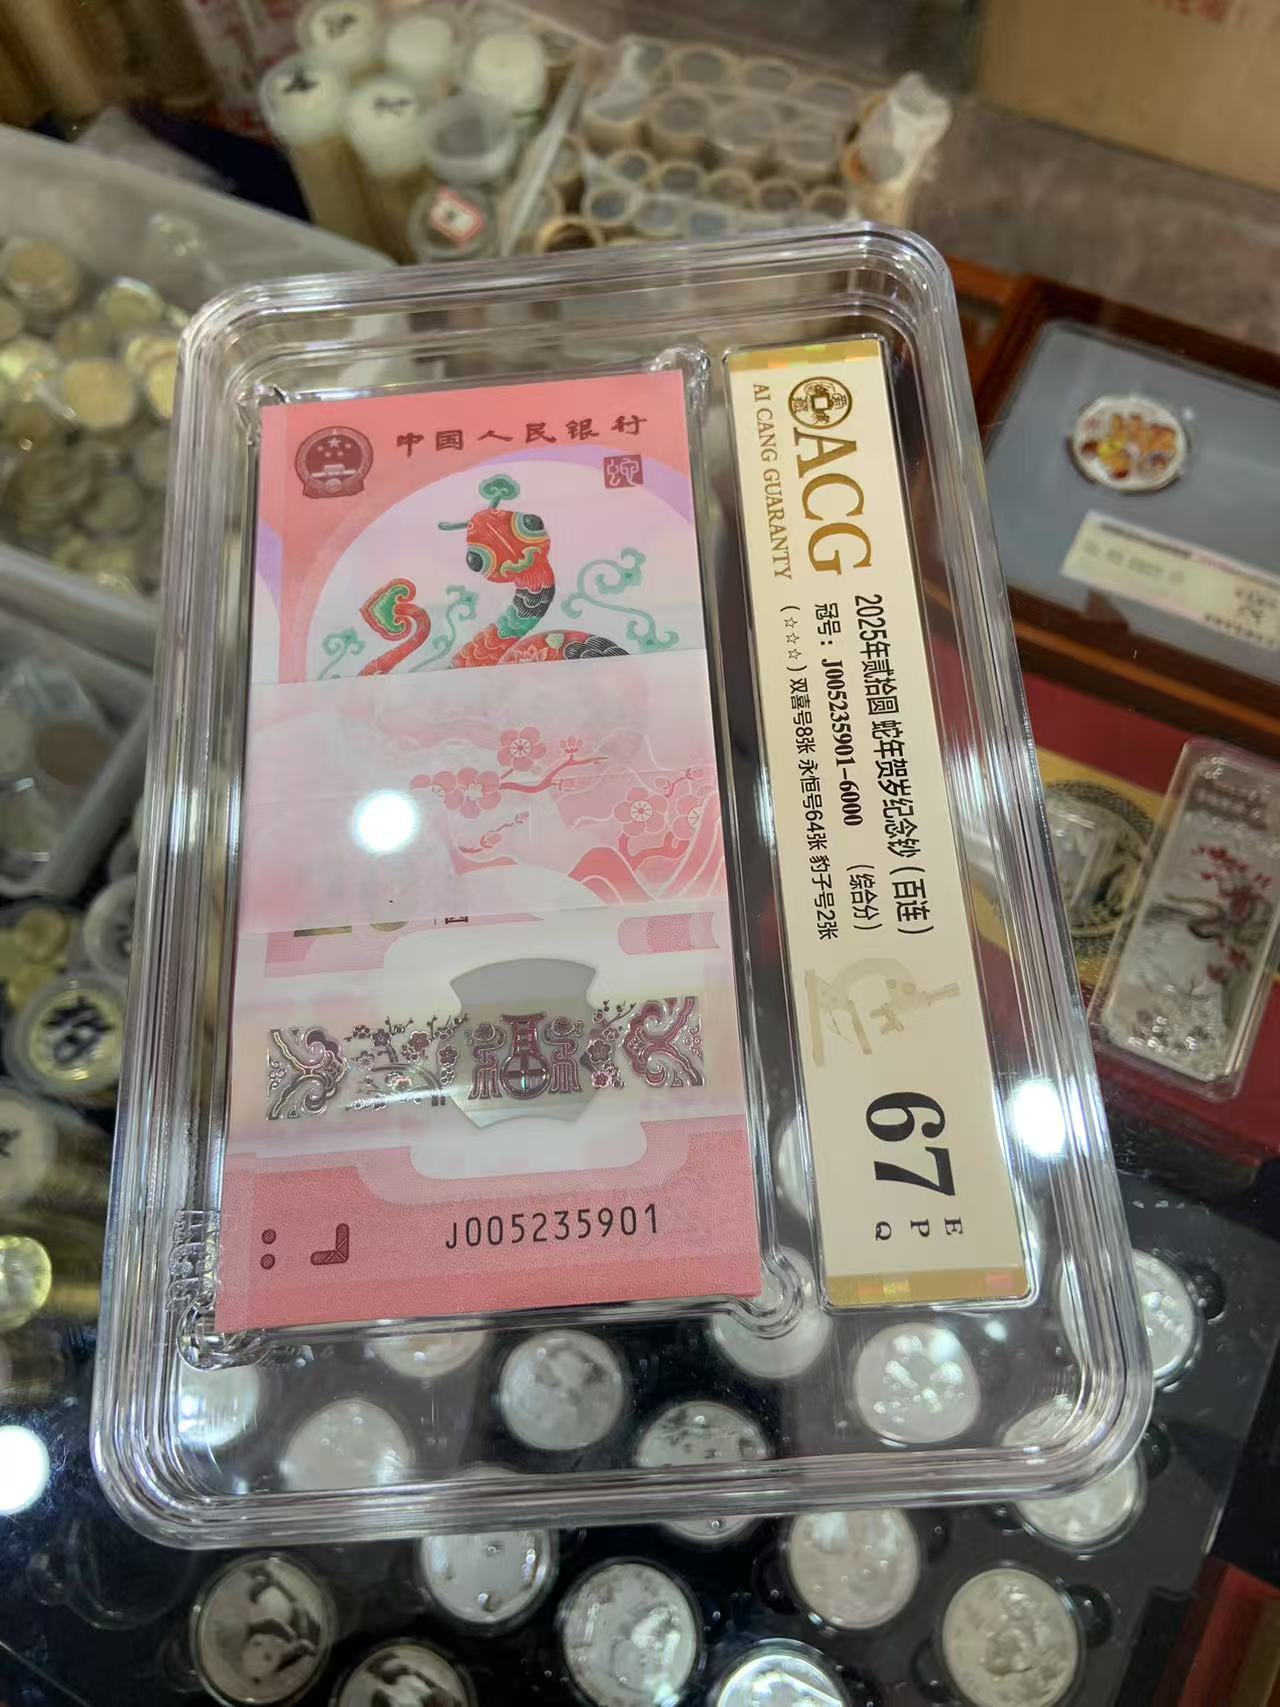 中国人民银行
迎
福
J005235901
ACG
AI CANG GUARANTY
2025年贰拾圆 蛇年贺岁纪念钞（百连）
冠号：J005235901-6000 （综合分）
（☆☆☆）双喜号8张 永恒号64张 豹子号2张
67
E
P
Q